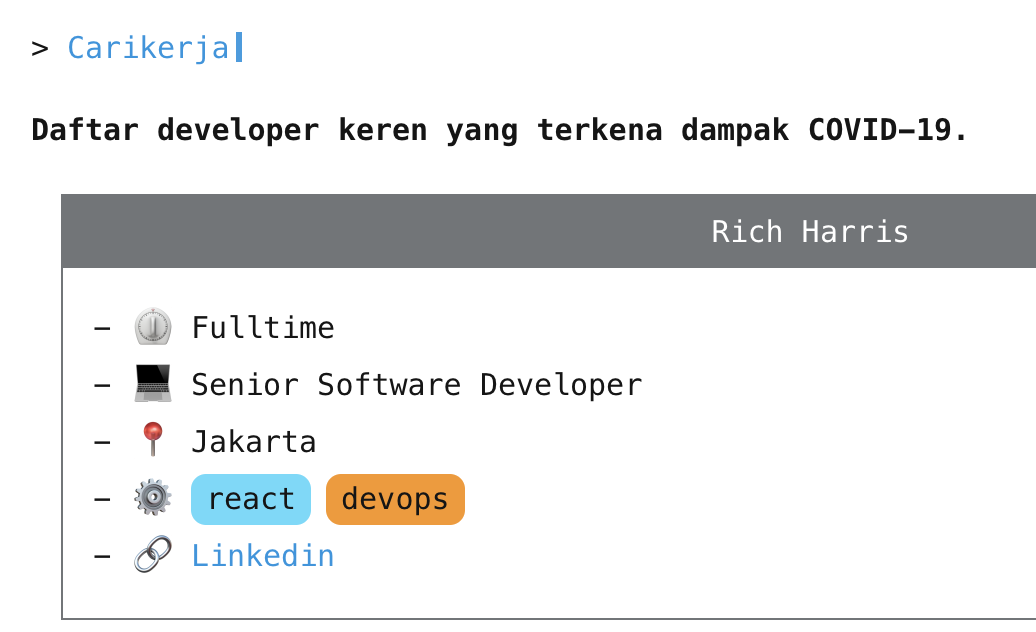 > Carikerja
Daftar developer keren yang terkena dampak COVID-19.
Rich Harris
- Fulltime
- Senior Software Developer
- Jakarta
- react devops
- Linkedin